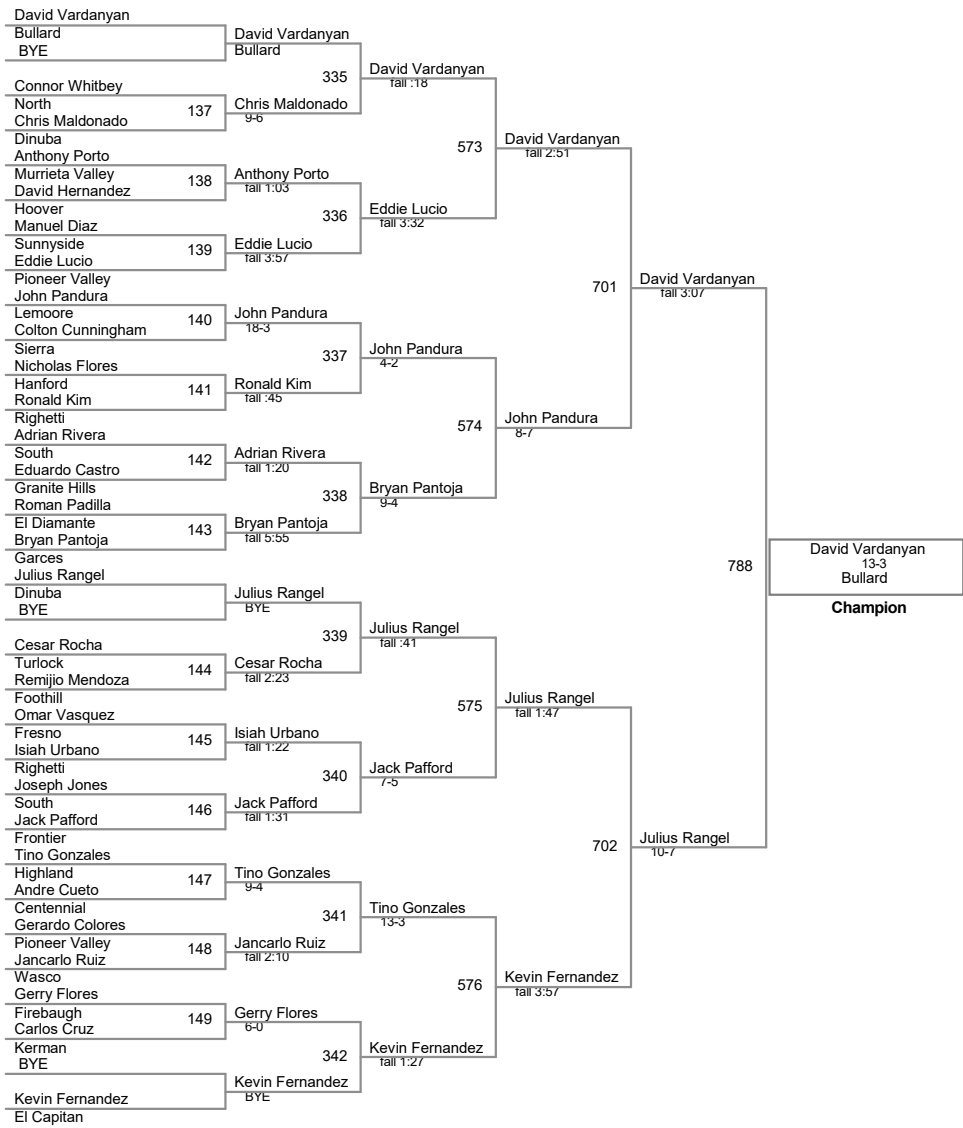 David Vardanyan
Bullard
BYE
Connor Whitbey
North
137
Chris Maldonado
Dinuba
Anthony Porto
Murrieta Valley
138
David Hernandez
Hoover
Manuel Diaz
Sunnyside
139
Eddie Lucio
Pioneer Valley
John Pandura
Lemoore
140
Colton Cunningham
Sierra
Nicholas Flores
Hanford
141
Ronald Kim
Righetti
Adrian Rivera
South
142
Eduardo Castro
Granite Hills
Roman Padilla
El Diamante
143
Bryan Pantoja
Garces
Julius Rangel
Dinuba
BYE
Cesar Rocha
Turlock
144
Remijio Mendoza
Foothill
Omar Vasquez
Fresno
145
Isiah Urbano
Righetti
Joseph Jones
South
146
Jack Pafford
Frontier
Tino Gonzales
Highland
147
Andre Cueto
Centennial
Gerardo Colores
Pioneer Valley
148
Jancarlo Ruiz
Wasco
Gerry Flores
Firebaugh
149
Carlos Cruz
Kerman
BYE
Kevin Fernandez
El Capitan
David Vardanyan
Bullard
335
Chris Maldonado
9-6
Anthony Porto
fall 1:03
336
Eddie Lucio
fall 3:57
John Pandura
18-3
337
Ronald Kim
fall :45
Adrian Rivera
fall 1:20
338
Bryan Pantoja
fall 5:55
Julius Rangel
BYE
339
Cesar Rocha
fall 2:23
Isiah Urbano
fall 1:22
340
Jack Pafford
fall 1:31
Tino Gonzales
9-4
341
Jancarlo Ruiz
fall 2:10
Gerry Flores
6-0
342
Kevin Fernandez
BYE
David Vardanyan
fall :18
573
Eddie Lucio
fall 3:32
John Pandura
4-2
574
Bryan Pantoja
9-4
Julius Rangel
fall :41
575
Jack Pafford
7-5
Tino Gonzales
13-3
576
Kevin Fernandez
fall 1:27
David Vardanyan
fall 2:51
701
John Pandura
8-7
Julius Rangel
fall 1:47
702
Kevin Fernandez
fall 3:57
David Vardanyan
fall 3:07
788
Julius Rangel
10-7
David Vardanyan
13-3
Bullard
Champion